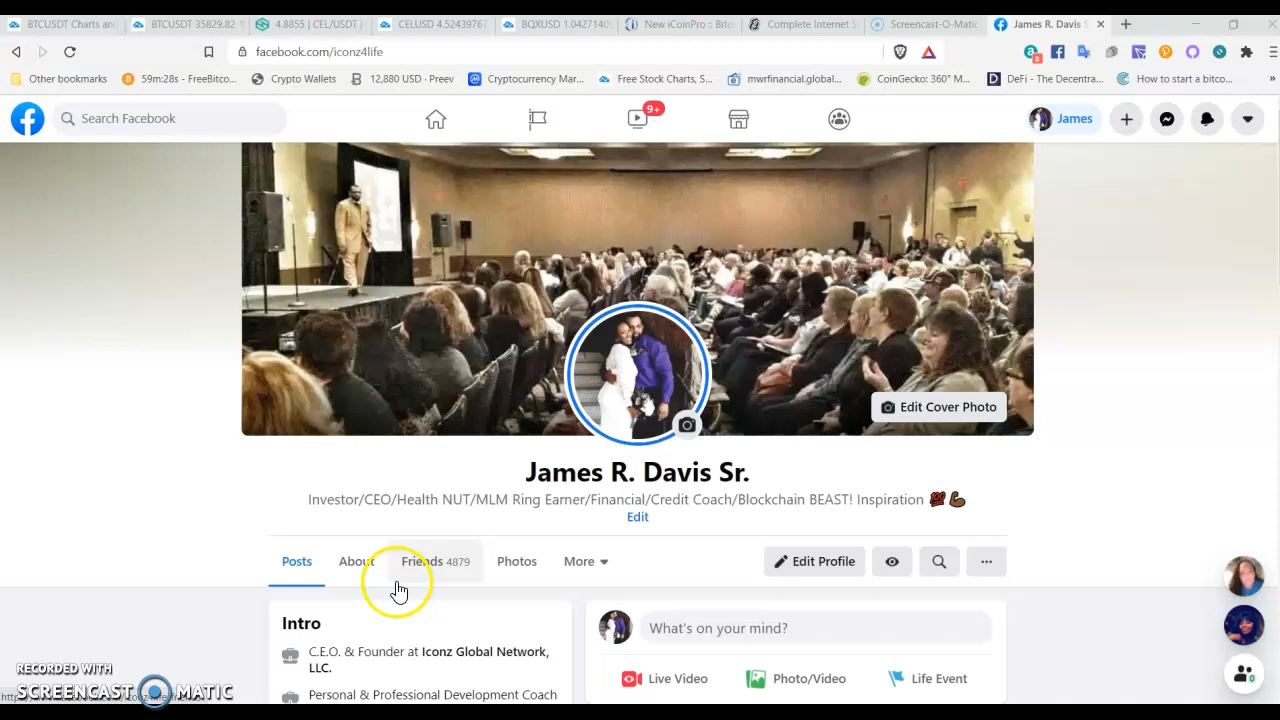 BTCUSDT Charts and
BTCUSDT 35829.82
4.8855 | CEL/USDT |
CELUSD 4.52439767
BQXUSD 1.0427140
New iCoinPro :: Bito
Complete Internet S
Screencast-O-Matic
James R. Davis S
facebook.com/iconz4life
Other bookmarks
59m:28s - FreeBitco...
Crypto Wallets
12,880 USD - Preev
Cryptocurrency Mar...
Free Stock Charts, S...
mwrfinancial.global...
CoinGecko: 360° M...
DeFi - The Decentra...
How to start a bitco...
Search Facebook
9+
James
Edit Cover Photo
James R. Davis Sr.
Investor/CEO/Health NUT/MLM Ring Earner/Financial/Credit Coach/Blockchain BEAST! Inspiration 💯💪🏾
Edit
Posts
About
Friends 4879
Photos
More
Edit Profile
Intro
C.E.O. & Founder at Iconz Global Network,
LLC.
Personal & Professional Development Coach
What's on your mind?
Live Video
Photo/Video
Life Event
RECORDED WITH
SCREENCAST MATIC